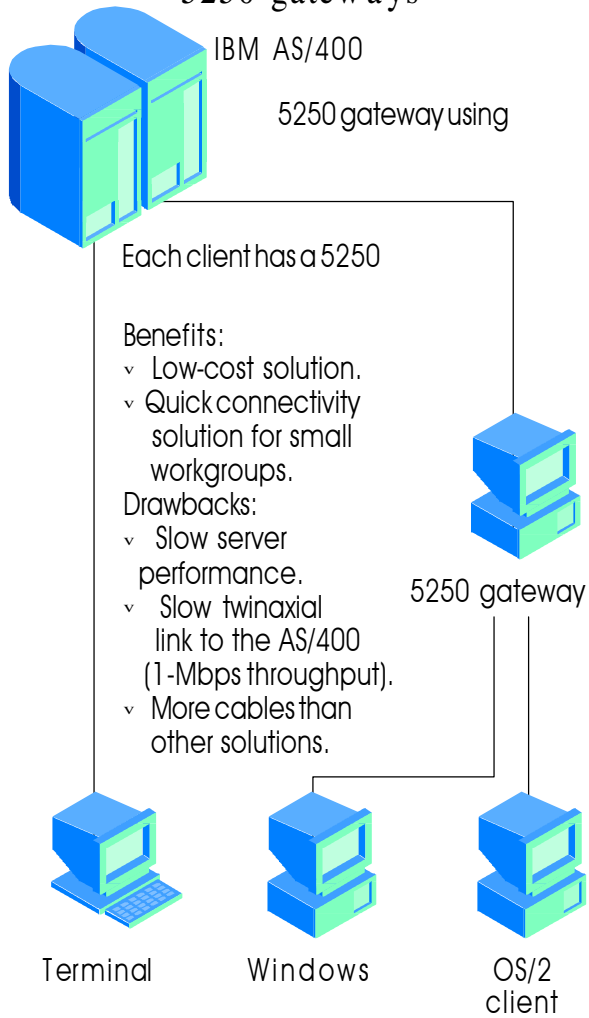 5250 gateways
IBM AS/400
5250 gateway using
Each client has a 5250
Benefits:
v Low-cost solution.
v Quick connectivity
solution for small
workgroups.
Drawbacks:
v Slow server
performance.
v Slow twinaxial
link to the AS/400
(1-Mbps throughput).
v More cables than
other solutions.
5250 gateway
Terminal
Windows
OS/2
client